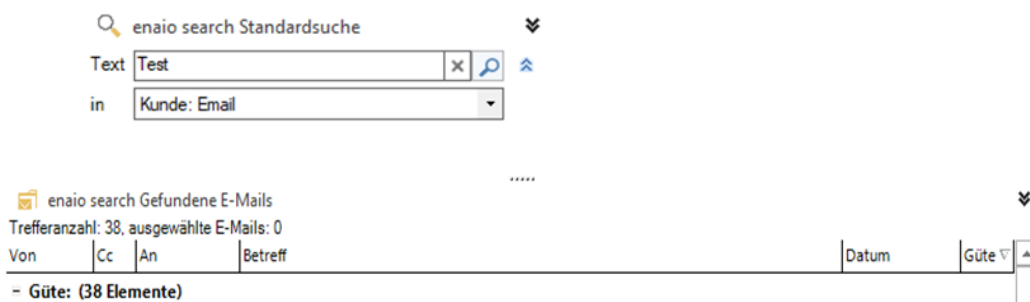 enaio search Standardsuche
Text Test
in Kunde: Email
enaio search Gefundene E-Mails
Trefferanzahl: 38, ausgewählte E-Mails: 0
Von Cc An Betreff Datum Güte
Güte: (38 Elemente)